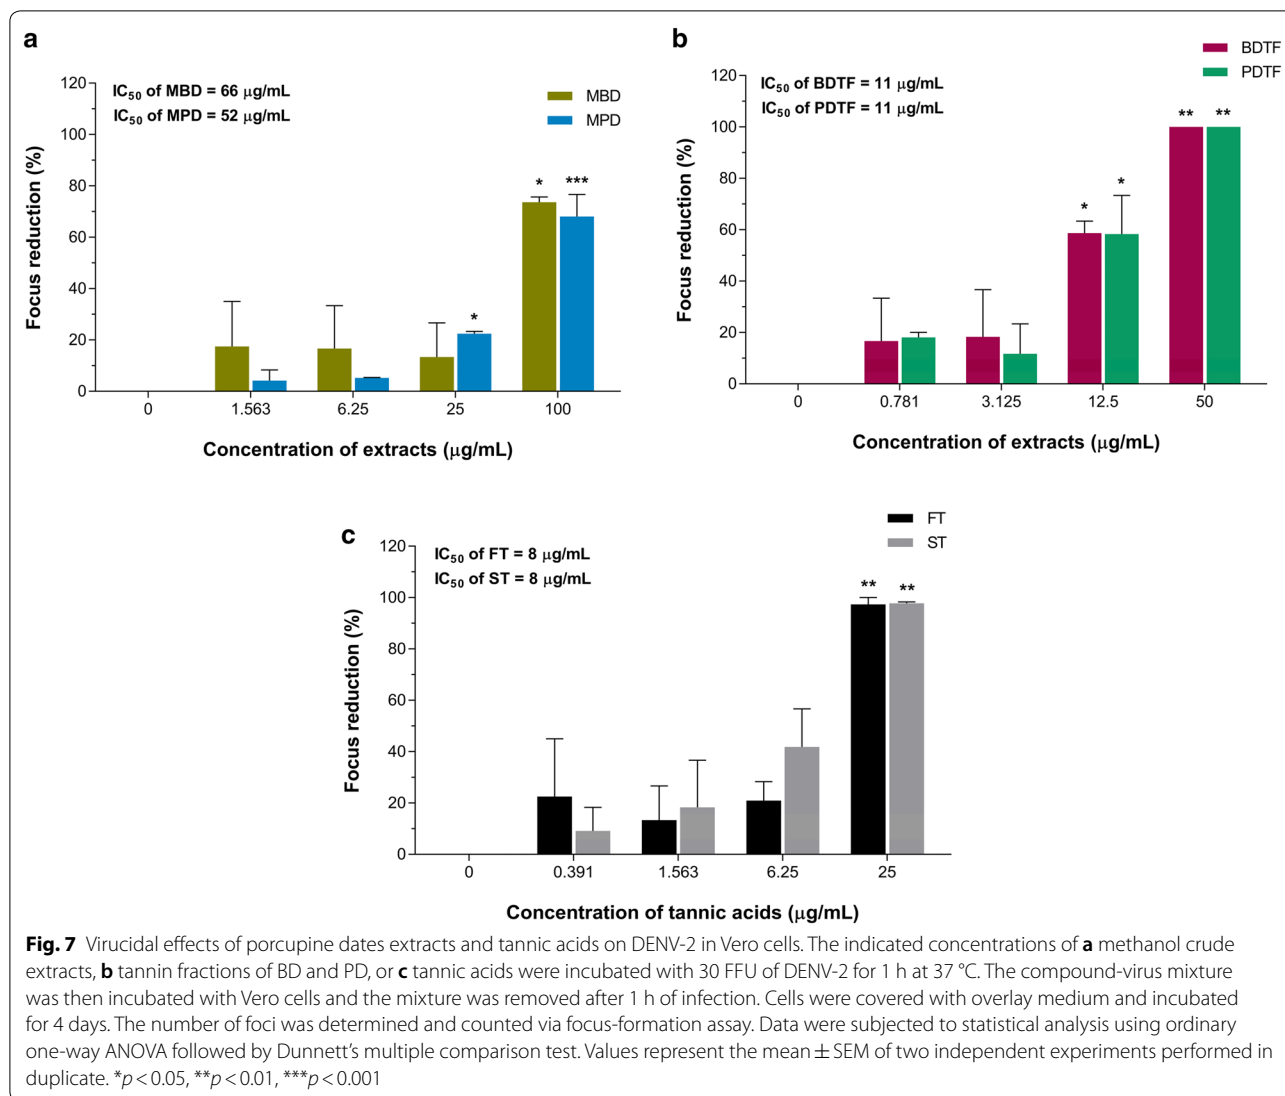 a
IC50 of MBD = 66 μg/mL
IC50 of MPD = 52 μg/mL
MBD
MPD
120
100
80
60
40
20
0
Focus reduction (%)
* ***
*
0 1.563 6.25 25 100
Concentration of extracts (μg/mL)
b
IC50 of BDTF = 11 μg/mL
IC50 of PDTF = 11 μg/mL
BDTF
PDTF
120
100
80
60
40
20
0
Focus reduction (%)
** **
* *
0 0.781 3.125 12.5 50
Concentration of extracts (μg/mL)
c
IC50 of FT = 8 μg/mL
IC50 of ST = 8 μg/mL
FT
ST
120
100
80
60
40
20
0
Focus reduction (%)
** **
0 0.391 1.563 6.25 25
Concentration of tannic acids (μg/mL)
Fig. 7 Virucidal effects of porcupine dates extracts and tannic acids on DENV-2 in Vero cells. The indicated concentrations of a methanol crude
extracts, b tannin fractions of BD and PD, or c tannic acids were incubated with 30 FFU of DENV-2 for 1 h at 37 °C. The compound-virus mixture
was then incubated with Vero cells and the mixture was removed after 1 h of infection. Cells were covered with overlay medium and incubated
for 4 days. The number of foci was determined and counted via focus-formation assay. Data were subjected to statistical analysis using ordinary
one-way ANOVA followed by Dunnett's multiple comparison test. Values represent the mean ± SEM of two independent experiments performed in
duplicate. *p < 0.05, **p < 0.01, ***p < 0.001